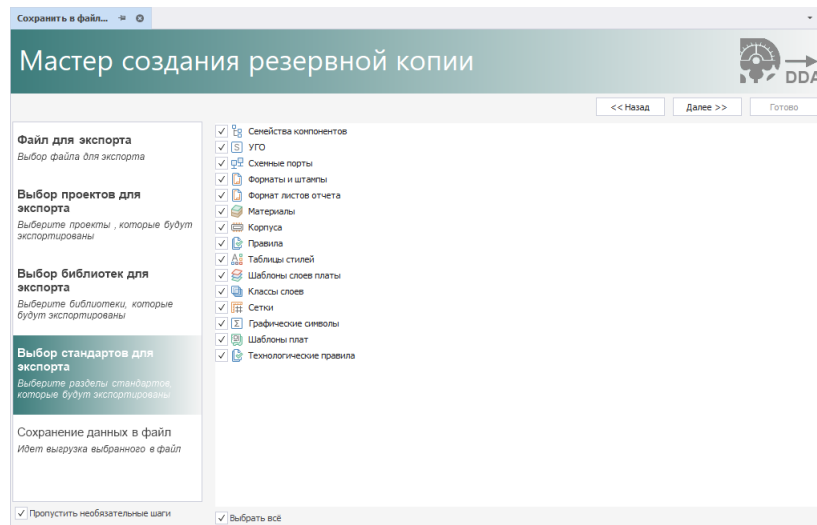 Сохранить в файл...
Мастер создания резервной копии
DDA
<< Назад
Далее >>
Готово
Файл для экспорта
Выбор файла для экспорта
Выбор проектов для
экспорта
Выберите проекты , которые будут
экспортированы
Выбор библиотек для
экспорта
Выберите библиотеки, которые
будут экспортированы
Выбор стандартов для
экспорта
Выберите разделы стандартов,
которые будут экспортированы
Сохранение данных в файл
Идет выгрузка выбранного в файл
Пропустить необязательные шаги
Семейства компонентов
S УГО
Схемные порты
Форматы и штампы
Формат листов отчета
Материалы
Корпуса
Правила
Таблицы стилей
Шаблоны слоев платы
Классы слоев
Сетки
Σ Графические символы
Шаблоны плат
Технологические правила
Выбрать всё